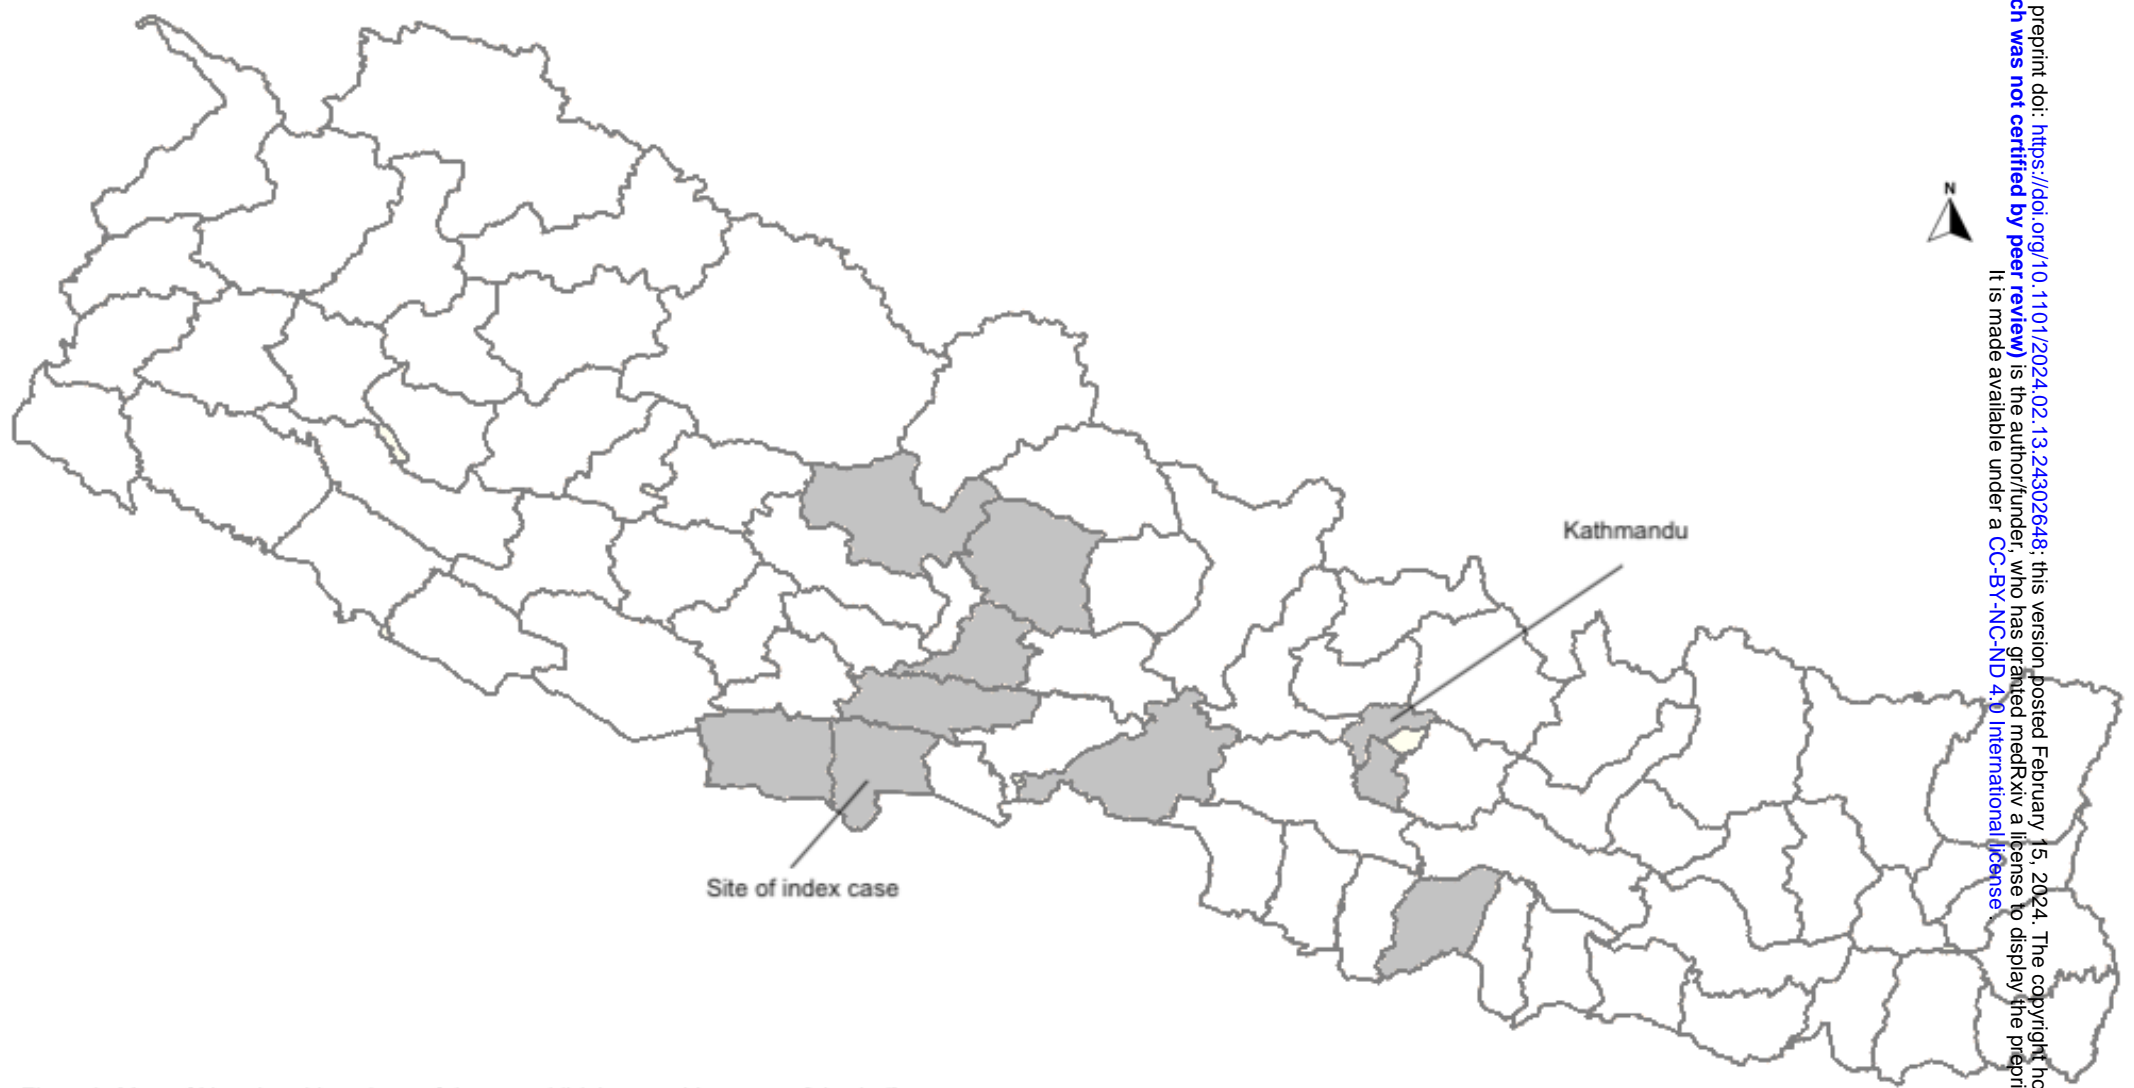 N
Kathmandu
Site of index case
preprint doi: https://doi.org/10.1101/2024.02.13.24302648; this version posted February 15, 2024. The copyright ho
ch was not certified by peer review) is the author/funder, who has granted medRxiv a license to display the prepri
It is made available under a CC-BY-NC-ND 4.0 International license .